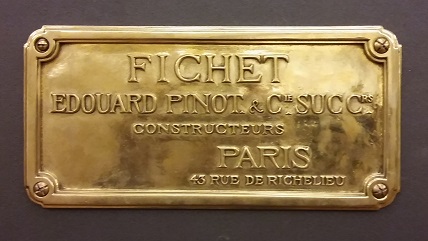 FICHET
EDOUARD PINOT & CIE SUCCRS
CONSTRUCTEURS
PARIS
43 RUE DE RICHELIEU